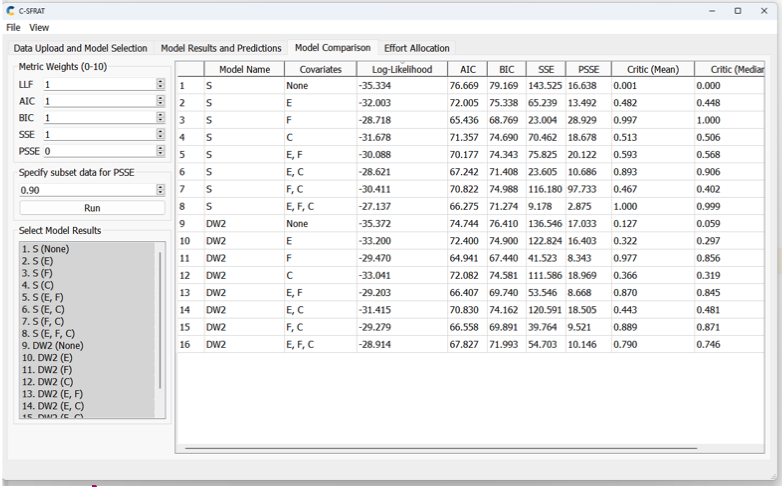 C-SFRAT
File View
Data Upload and Model Selection Model Results and Predictions Model Comparison Effort Allocation
Metric Weights (0-10)
LLF 1
AIC 1
BIC 1
SSE 1
PSSE 0
Specify subset data for PSSE
0.90
Run
Select Model Results
1. S (None)
2. S (E)
3. S (F)
4. S (C)
5. S (E, F)
6. S (E, C)
7. S (F, C)
8. S (E, F, C)
9. DW2 (None)
10. DW2 (E)
11. DW2 (F)
12. DW2 (C)
13. DW2 (E, F)
14. DW2 (E, C)
15. DW2 (F, C)
Model Name Covariates Log-Likelihood AIC BIC SSE PSSE Critic (Mean) Critic (Median
1 S None -35.334 76.669 79.169 143.525 16.638 0.001 0.000
2 S E -32.003 72.005 75.338 65.239 13.492 0.482 0.448
3 S F -28.718 65.436 68.769 23.004 28.929 0.997 1.000
4 S C -31.678 71.357 74.690 70.462 18.678 0.513 0.506
5 S E, F -30.088 70.177 74.343 75.825 20.122 0.593 0.568
6 S E, C -28.621 67.242 71.408 23.605 10.686 0.893 0.906
7 S F, C -30.411 70.822 74.988 116.180 97.733 0.467 0.402
8 S E, F, C -27.137 66.275 71.274 9.178 2.875 1.000 0.999
9 DW2 None -35.372 74.744 76.410 136.546 17.033 0.127 0.059
10 DW2 E -33.200 72.400 74.900 122.824 16.403 0.322 0.297
11 DW2 F -29.470 64.941 67.440 41.523 8.343 0.977 0.856
12 DW2 C -33.041 72.082 74.581 111.586 18.969 0.366 0.319
13 DW2 E, F -29.203 66.407 69.740 53.546 8.668 0.870 0.845
14 DW2 E, C -31.415 70.830 74.162 120.591 18.505 0.443 0.481
15 DW2 F, C -29.279 66.558 69.891 39.764 9.521 0.889 0.871
16 DW2 E, F, C -28.914 67.827 71.993 54.703 10.146 0.790 0.746